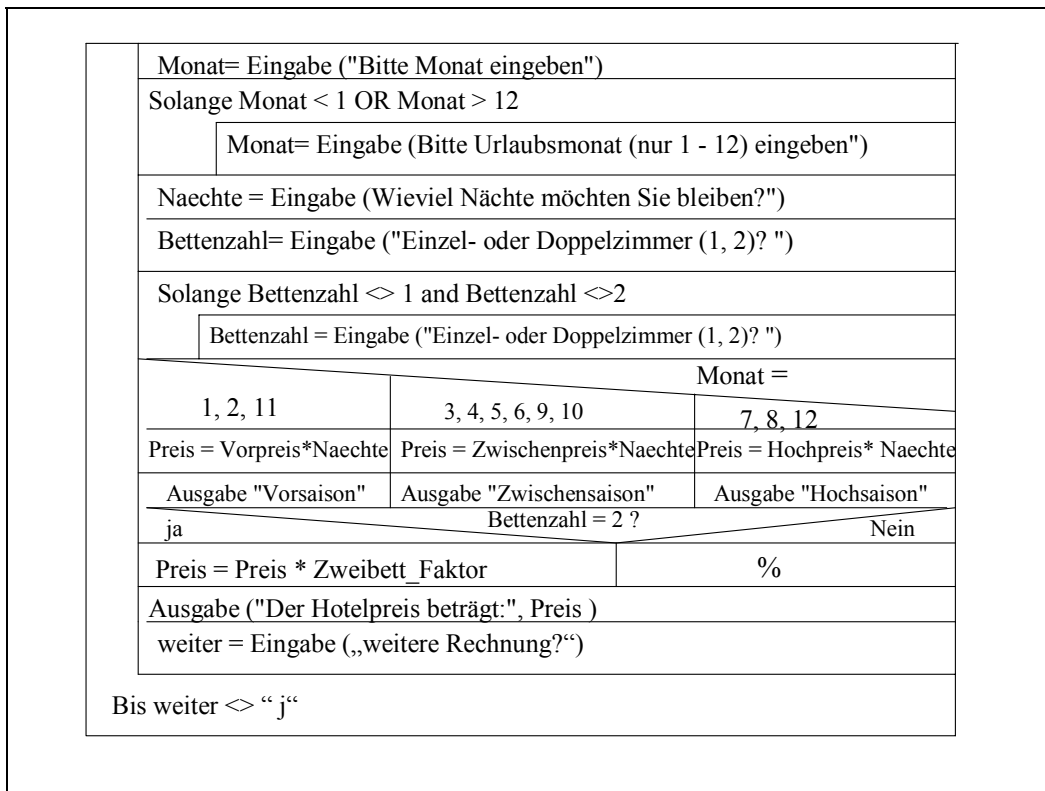 Monat= Eingabe ("Bitte Monat eingeben")
Solange Monat < 1 OR Monat > 12
Monat= Eingabe (Bitte Urlaubsmonat (nur 1 - 12) eingeben")
Naechte = Eingabe (Wieviel Nächte möchten Sie bleiben?")
Bettenzahl= Eingabe ("Einzel- oder Doppelzimmer (1, 2)? ")
Solange Bettenzahl <> 1 and Bettenzahl <>2
Bettenzahl = Eingabe ("Einzel- oder Doppelzimmer (1, 2)? ")
Monat =
1, 2, 11 3, 4, 5, 6, 9, 10 7, 8, 12
Preis = Vorpreis*Naechte Preis = Zwischenpreis*Naechte Preis = Hochpreis* Naechte
Ausgabe "Vorsaison" Ausgabe "Zwischensaison" Ausgabe "Hochsaison"
Bettenzahl = 2 ?
ja Nein
Preis = Preis * Zweibett_Faktor %
Ausgabe ("Der Hotelpreis beträgt:", Preis )
weiter = Eingabe („weitere Rechnung?“)
Bis weiter <> “ j“